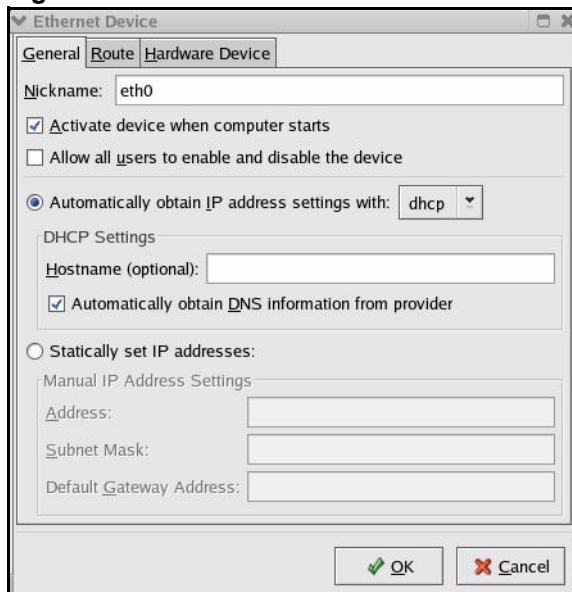 Ethernet Device
General Route Hardware Device
Nickname: eth0
Activate device when computer starts
Allow all users to enable and disable the device
Automatically obtain IP address settings with: dhcp
DHCP Settings
Hostname (optional):
Automatically obtain DNS information from provider
Statically set IP addresses:
Manual IP Address Settings
Address:
Subnet Mask:
Default Gateway Address:
OK Cancel